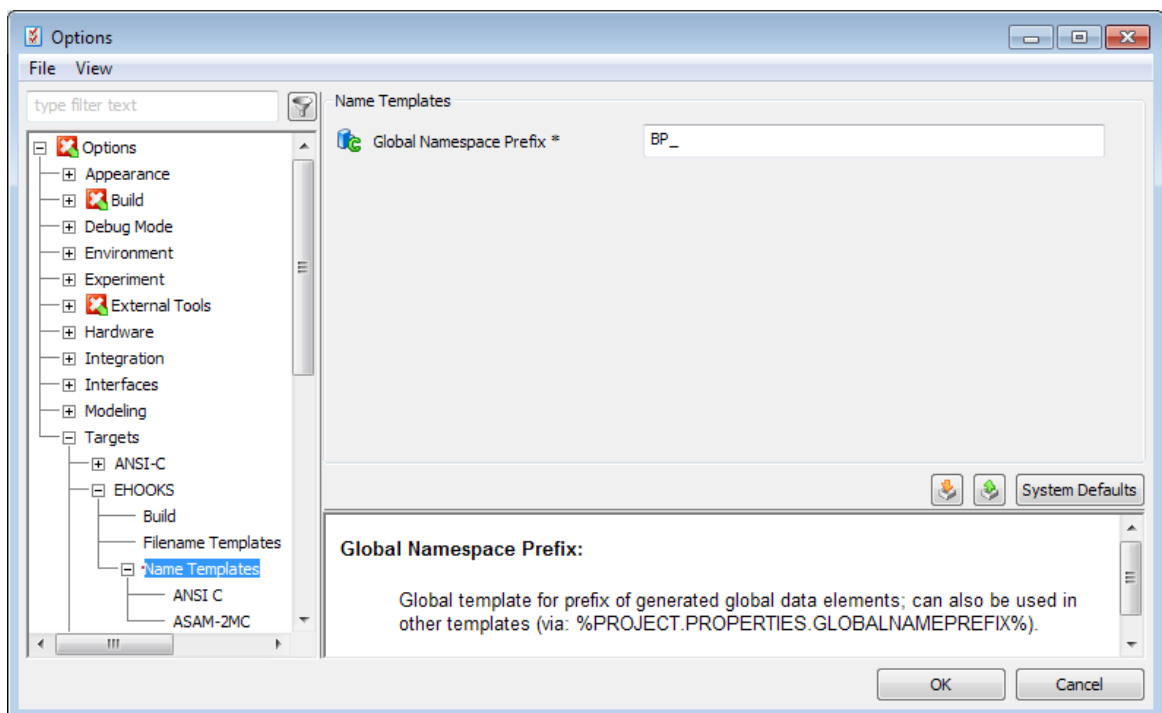 Options
File View
type filter text
Options
Appearance
Build
Debug Mode
Environment
Experiment
External Tools
Hardware
Integration
Interfaces
Modeling
Targets
ANSI-C
EHOOKS
Build
Filename Templates
Name Templates
ANSI C
ASAM-2MC
Name Templates
Global Namespace Prefix * BP_
System Defaults
Global Namespace Prefix:
Global template for prefix of generated global data elements; can also be used in
other templates (via: %PROJECT.PROPERTIES.GLOBALNAMEPREFIX%).
OK Cancel